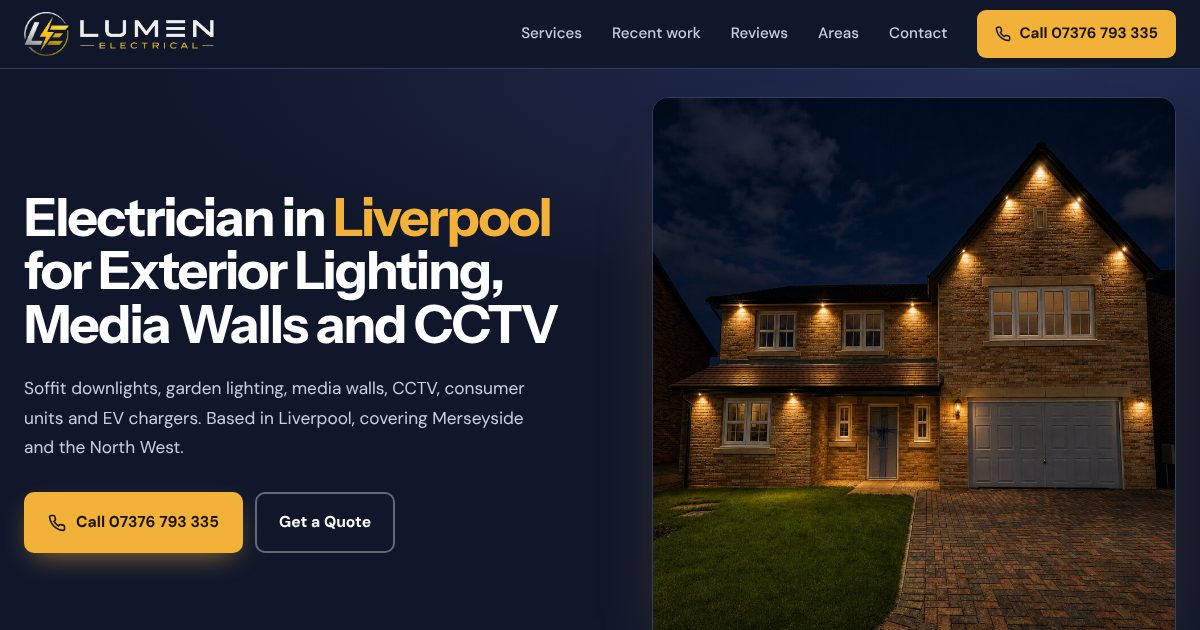 LUMEN
ELECTRICAL
Services
Recent work
Reviews
Areas
Contact
Call 07376 793 335
Electrician in Liverpool
for Exterior Lighting,
Media Walls and CCTV
Soffit downlights, garden lighting, media walls, CCTV, consumer
units and EV chargers. Based in Liverpool, covering Merseyside
and the North West.
Call 07376 793 335
Get a Quote